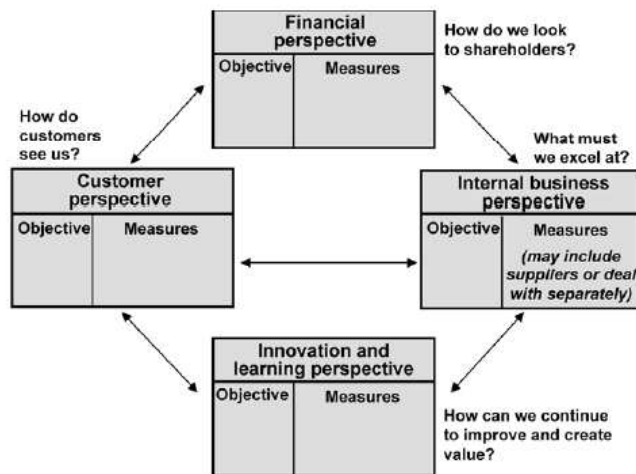 Financial
perspective
Objective Measures
How do we look
to shareholders?
How do
customers
see us?
What must
we excel at?
Customer
perspective
Objective Measures
Internal business
perspective
Objective Measures
(may include
suppliers or deal
with separately)
Innovation and
learning perspective
Objective Measures
How can we continue
to improve and create
value?